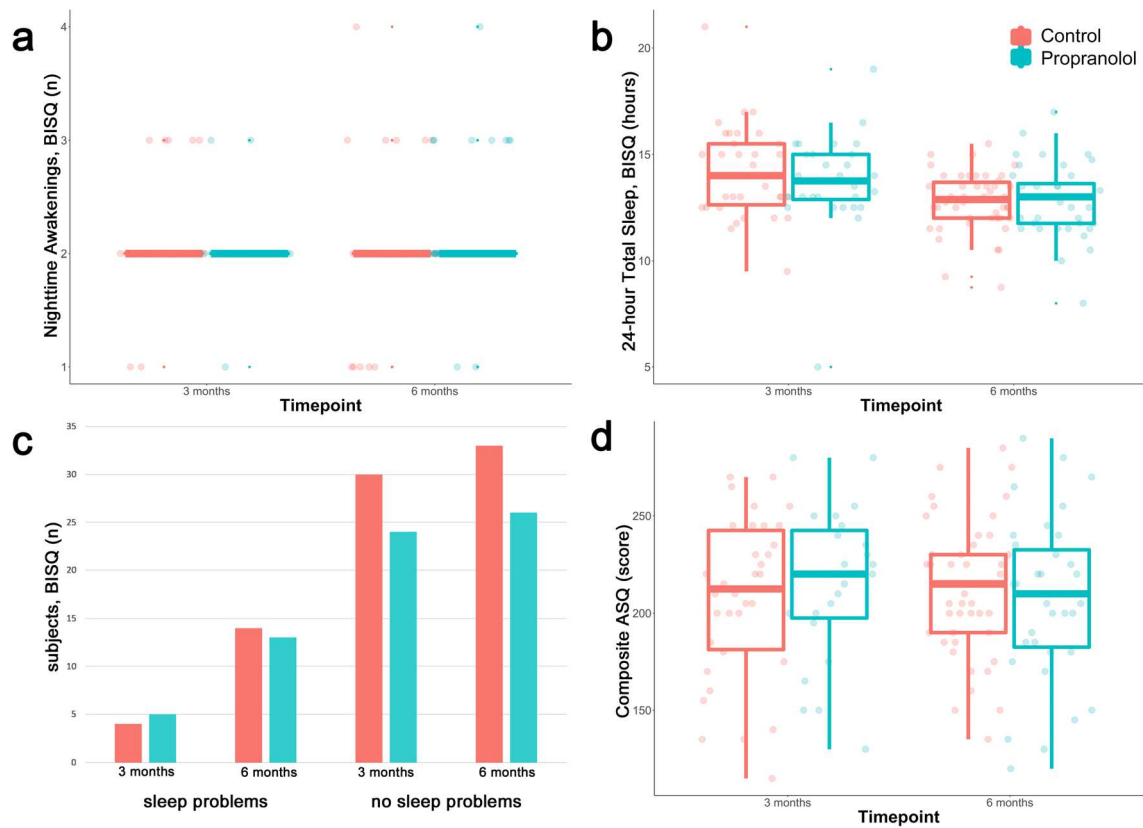 a
Nighttime Awakenings, BISQ (n)
4
3
2
1
3 months
6 months
Timepoint
b
24-hour Total Sleep, BISQ (hours)
20
15
10
5
Control
Propranolol
3 months
6 months
Timepoint
c
subjects, BISQ (n)
35
30
25
20
15
10
5
0
3 months
6 months
3 months
6 months
sleep problems
no sleep problems
d
Composite ASQ (score)
250
200
150
3 months
6 months
Timepoint